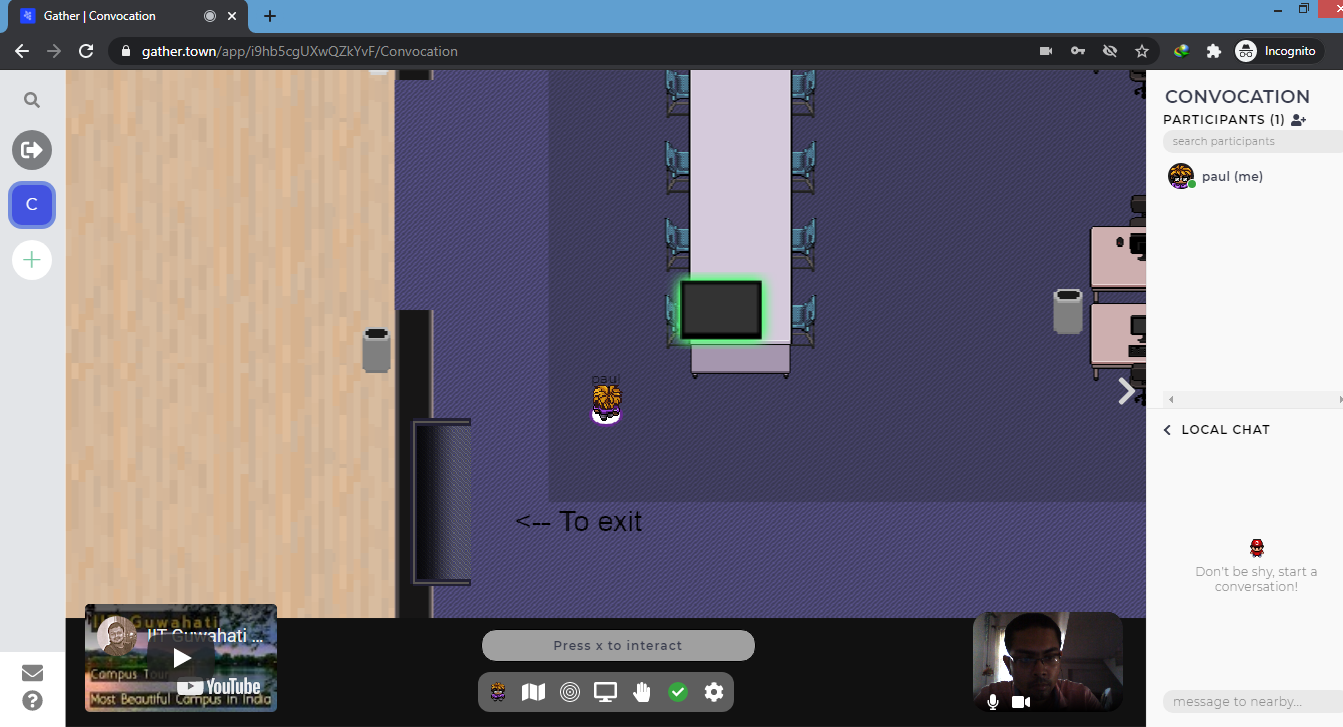 Gather | Convocation
gather.town/app/i9hb5cgUXwQZkYvF/Convocation
Incognito
C
CONVOCATION
PARTICIPANTS (1)
search participants
paul (me)
paul
<-- To exit
LOCAL CHAT
Don't be shy, start a
conversation!
message to nearby...
IIT Guwahati
IIT Guwahati ...
Campus Tour
YouTube
Most Beautiful Campus In India
Press x to interact